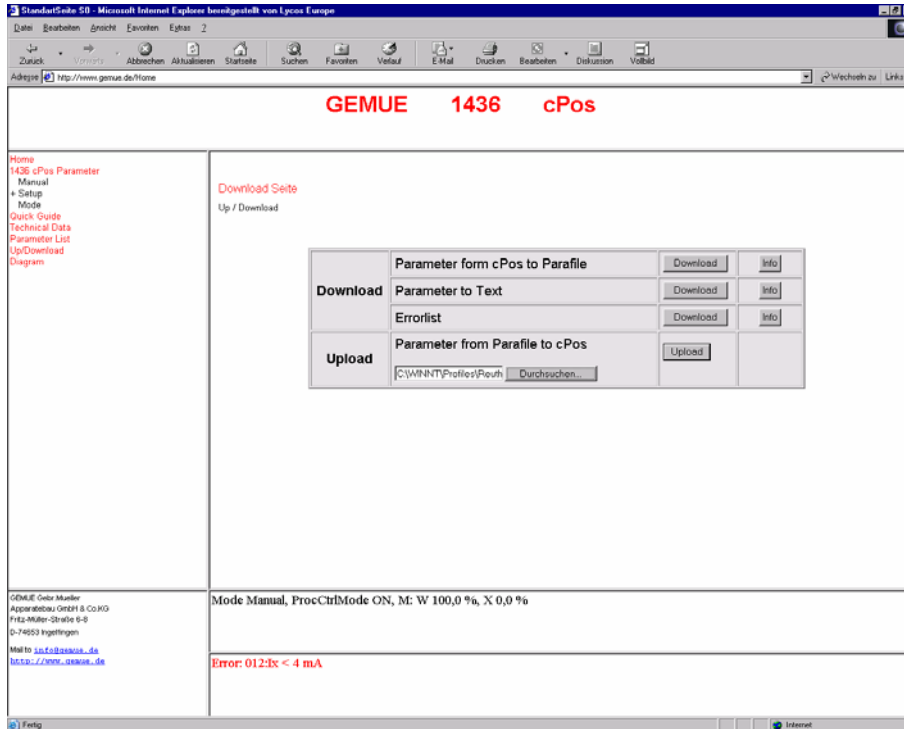 StandartSeite S0 - Microsoft Internet Explorer bereitgestellt von Lycos Europe
Datei Bearbeiten Ansicht Favoriten Extras ?
Zurück Vorwärts Abbrechen Aktualisieren Startseite Suchen Favoriten Verlauf E-Mail Drucken Bearbeiten Diskussion Vollbild
Adresse http://www.gemue.de/Home Wechseln zu Links
GEMUE 1436 cPos
Home
1436 cPos Parameter
Manual
+ Setup
Mode
Quick Guide
Technical Data
Parameter List
Up/Download
Diagram
Download Seite
Up / Download
Download
Parameter form cPos to Parafile Download Info
Parameter to Text Download Info
Errorlist Download Info
Upload
Parameter from Parafile to cPos Upload
C:\WINNT\Profiles\Reuth Durchsuchen...
GEMUE Gebr.Mueller
Apparatebau GmbH & Co.KG
Fritz-Müller-Straße 6-8
D-74653 Ingelfingen
Mail to info@gemue.de
http://www.gemue.de
Mode Manual, ProcCtrlMode ON, M: W 100,0 %, X 0,0 %
Error: 012:Ix < 4 mA
Fertig Internet